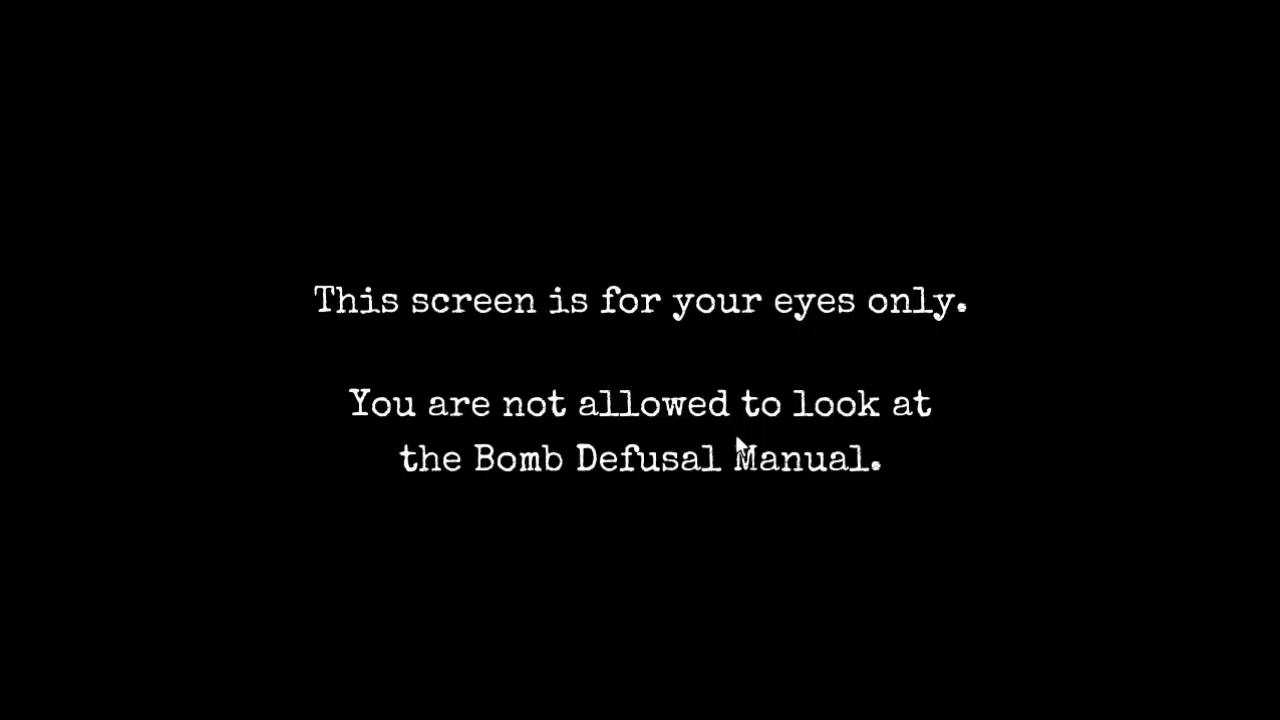 This screen is for your eyes only.
You are not allowed to look at
the Bomb Defusal Manual.